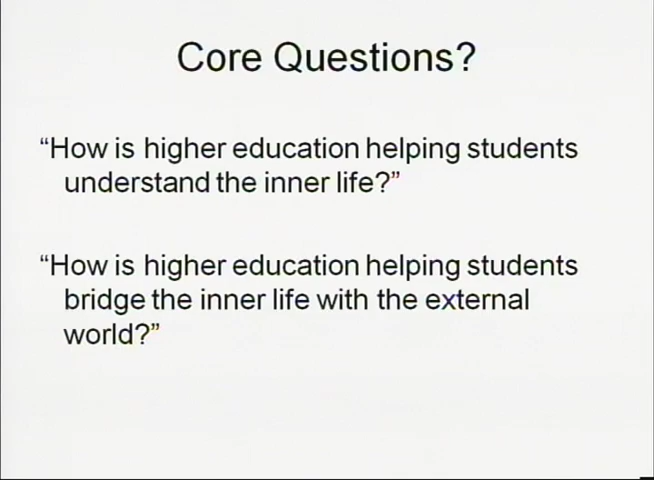 Core Questions?
“How is higher education helping students
understand the inner life?”
“How is higher education helping students
bridge the inner life with the external
world?”